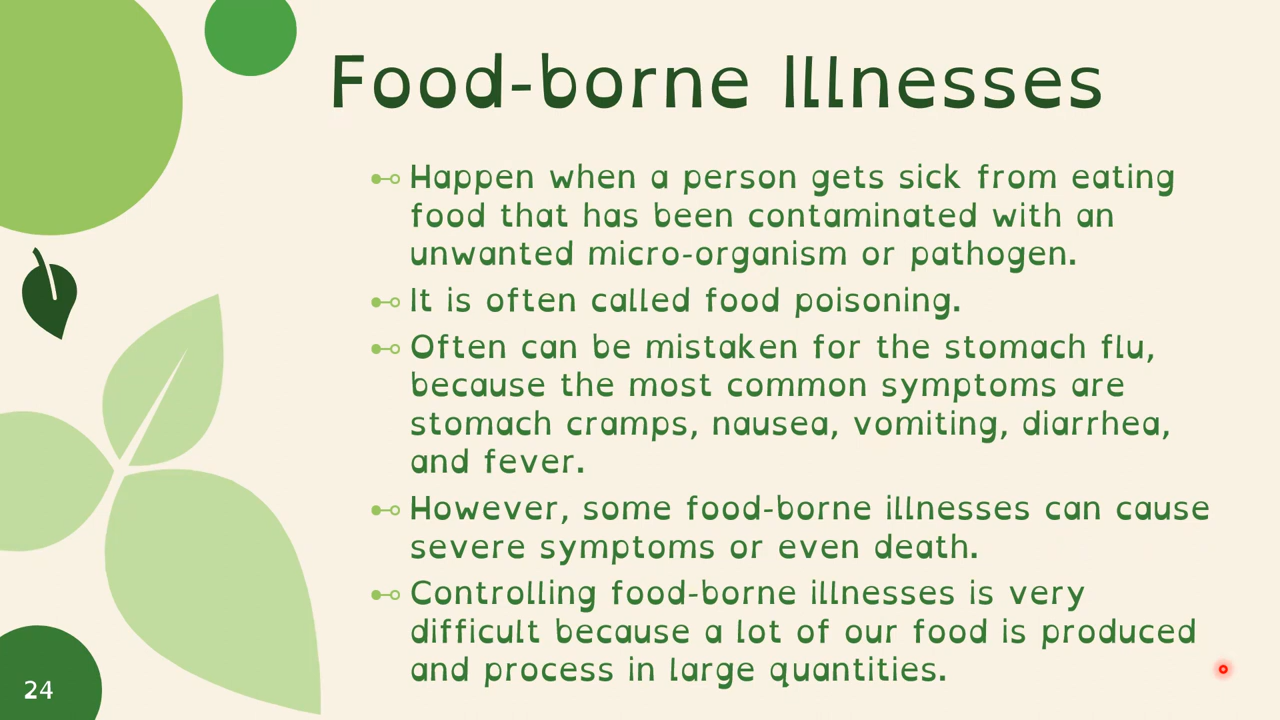 Food-borne Illnesses
Happen when a person gets sick from eating
food that has been contaminated with an
unwanted micro-organism or pathogen.
It is often called food poisoning.
Often can be mistaken for the stomach flu,
because the most common symptoms are
stomach cramps, nausea, vomiting, diarrhea,
and fever.
However, some food-borne illnesses can cause
severe symptoms or even death.
Controlling food-borne illnesses is very
difficult because a lot of our food is produced
and process in large quantities.
24